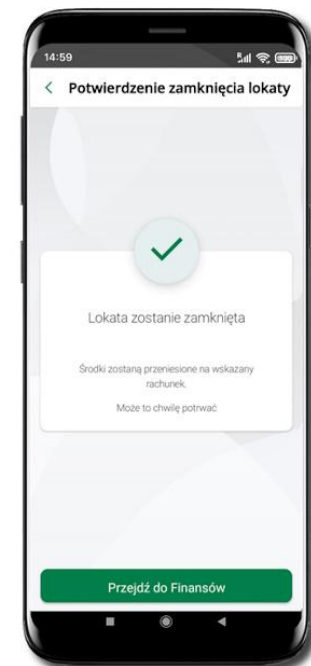 14:59
Potwierdzenie zamknięcia lokaty
Lokata zostanie zamknięta
Środki zostaną przeniesione na wskazany
rachunek.
Może to chwilę potrwać
Przejdź do Finansów